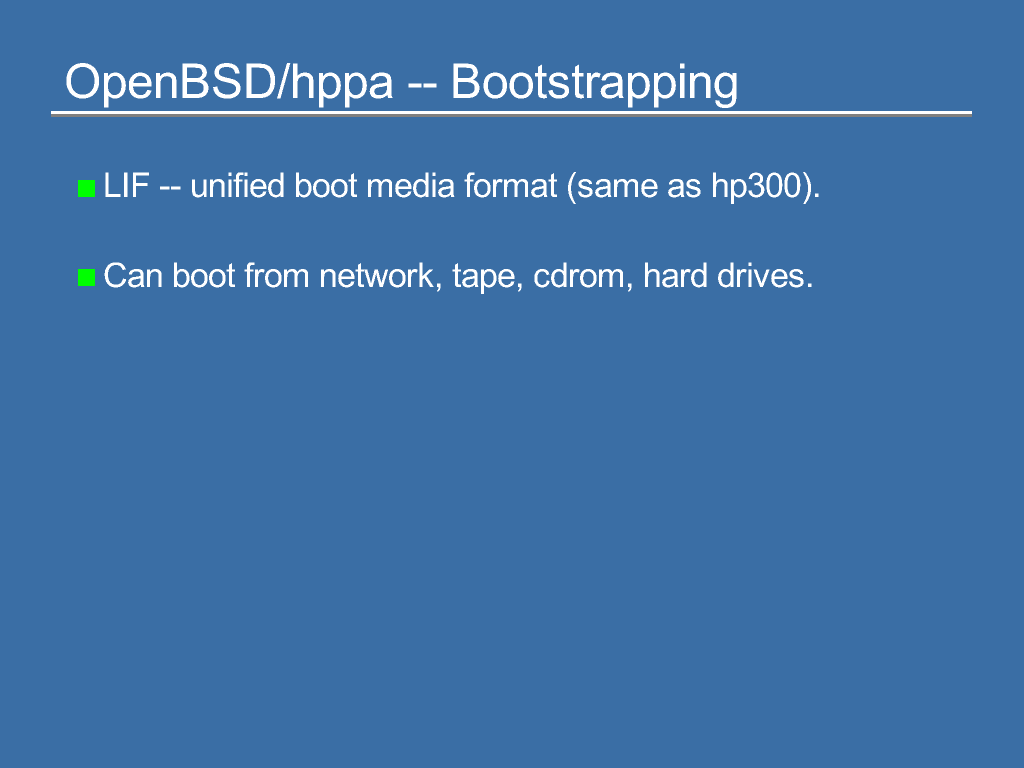 OpenBSD/hppa -- Bootstrapping
LIF -- unified boot media format (same as hp300).
Can boot from network, tape, cdrom, hard drives.